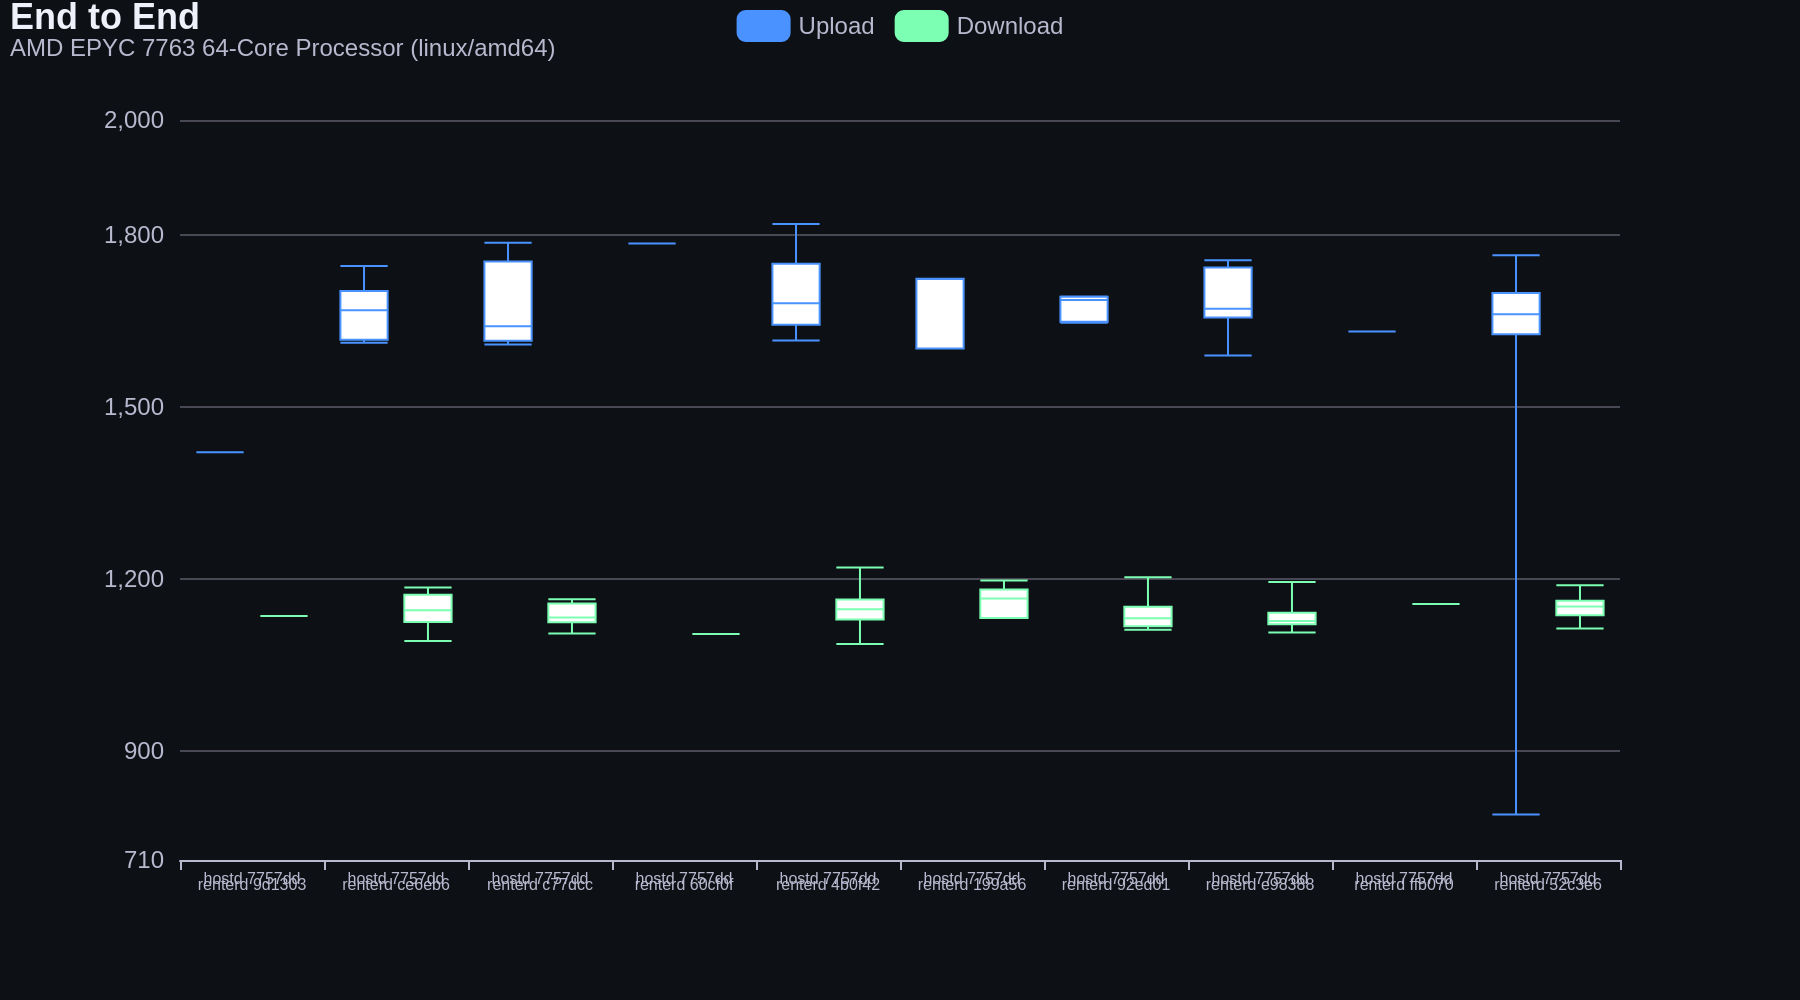 End to End
AMD EPYC 7763 64-Core Processor (linux/amd64)
Upload
Download
2,000
1,800
1,500
1,200
900
710
hostd 7757dd
renterd 9d1303
hostd 7757dd
renterd ce6eb6
hostd 7757dd
renterd c77dcc
hostd 7757dd
renterd 60cf0f
hostd 7757dd
renterd 4b0f42
hostd 7757dd
renterd 199a56
hostd 7757dd
renterd 92ed01
hostd 7757dd
renterd e98388
hostd 7757dd
renterd
hostd 7757dd
renterd 52c3e6